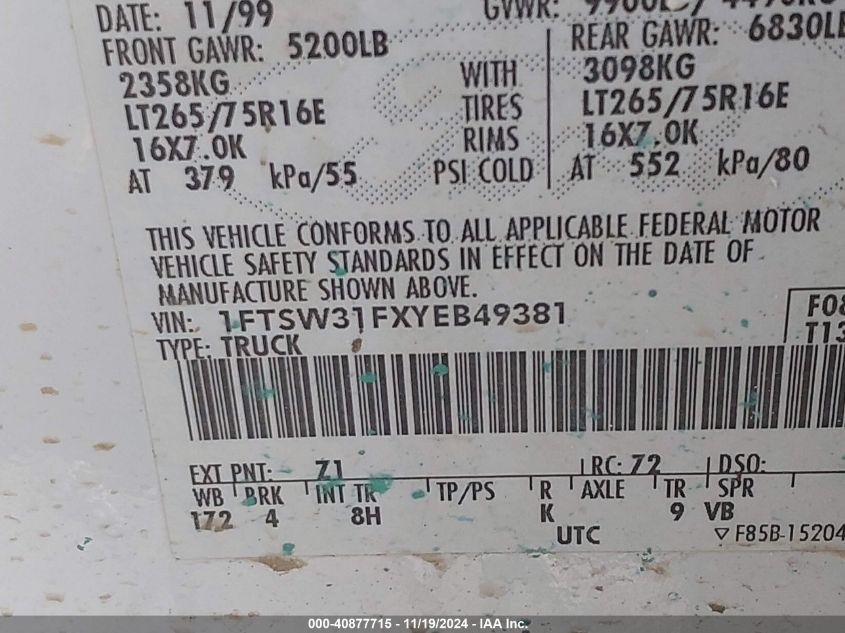 DATE: 11/99 GVWR:
FRONT GAWR: 5200LB REAR GAWR: 6830LB
2358KG WITH 3098KG
LT265/75R16E TIRES LT265/75R16E
16X7.0K RIMS 16X7.0K
AT 379 kPa/55 PSI COLD AT 552 kPa/80
THIS VEHICLE CONFORMS TO ALL APPLICABLE FEDERAL MOTOR
VEHICLE SAFETY STANDARDS IN EFFECT ON THE DATE OF
MANUFACTURE SHOWN ABOVE.
VIN: 1FTSW31FXYEB49381 F08
TYPE: TRUCK T13
EXT PNT: Z1 RC: 72 DSO:
WB BRK INT TR TP/PS R AXLE TR SPR
172 4 8H K 9 VB
UTC ▽ F85B-15204
000-40877715 - 11/19/2024 - IAA Inc.